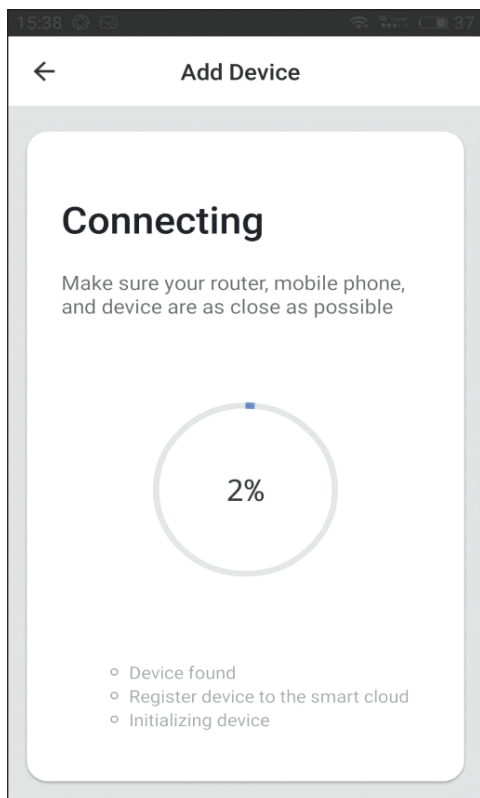 15:38 37
Add Device
Connecting
Make sure your router, mobile phone,
and device are as close as possible
2%
Device found
Register device to the smart cloud
Initializing device